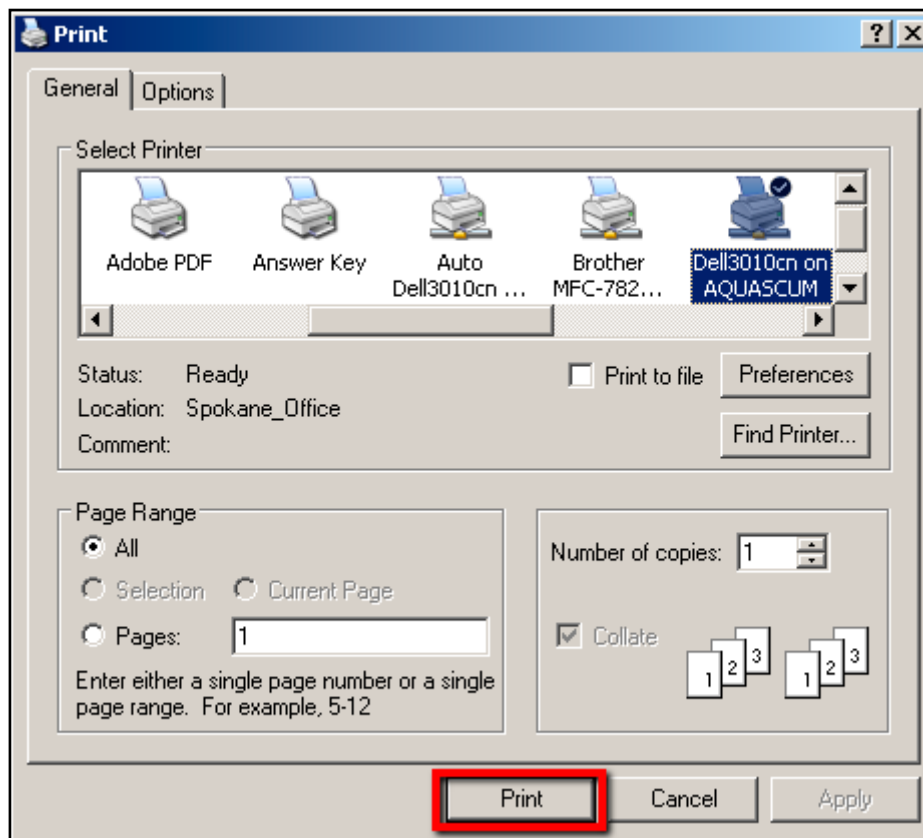 Print
General
Options
Select Printer
Adobe PDF
Answer Key
Auto
Dell3010cn ...
Brother
MFC-782...
Dell3010cn on
AQUASCUM
Status: Ready
Location: Spokane_Office
Comment:
Print to file
Preferences
Find Printer...
Page Range
All
Selection
Current Page
Pages: 1
Enter either a single page number or a single
page range. For example, 5-12
Number of copies: 1
Collate
1 2 3 1 2 3
Print
Cancel
Apply